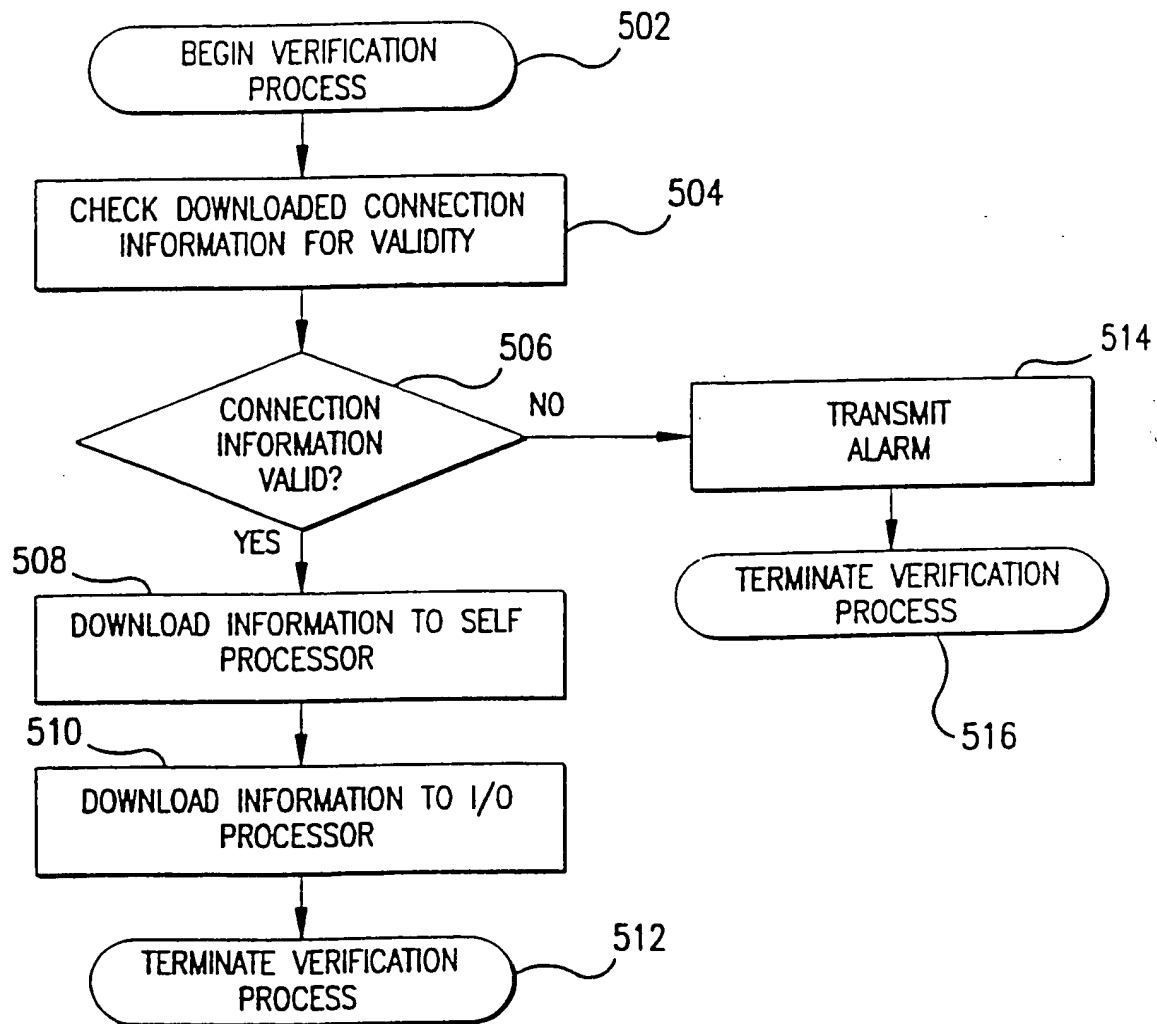 BEGIN VERIFICATION
PROCESS
502
CHECK DOWNLOADED CONNECTION
INFORMATION FOR VALIDITY
504
506
CONNECTION
INFORMATION
VALID?
NO
YES
514
TRANSMIT
ALARM
TERMINATE VERIFICATION
PROCESS
516
508
DOWNLOAD INFORMATION TO SELF
PROCESSOR
510
DOWNLOAD INFORMATION TO I/O
PROCESSOR
TERMINATE VERIFICATION
PROCESS
512